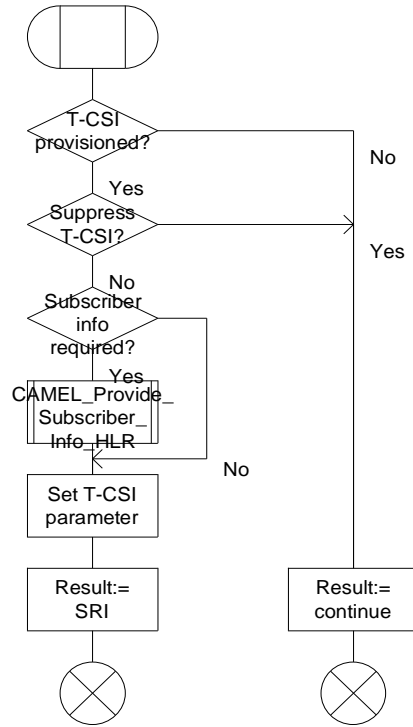 T-CSI
provisioned?
No
Yes
Suppress
T-CSI?
Yes
No
Subscriber
info
required?
Yes
CAMEL_Provide_
Subscriber_
Info_HLR
No
Set T-CSI
parameter
Result:=
SRI
Result:=
continue